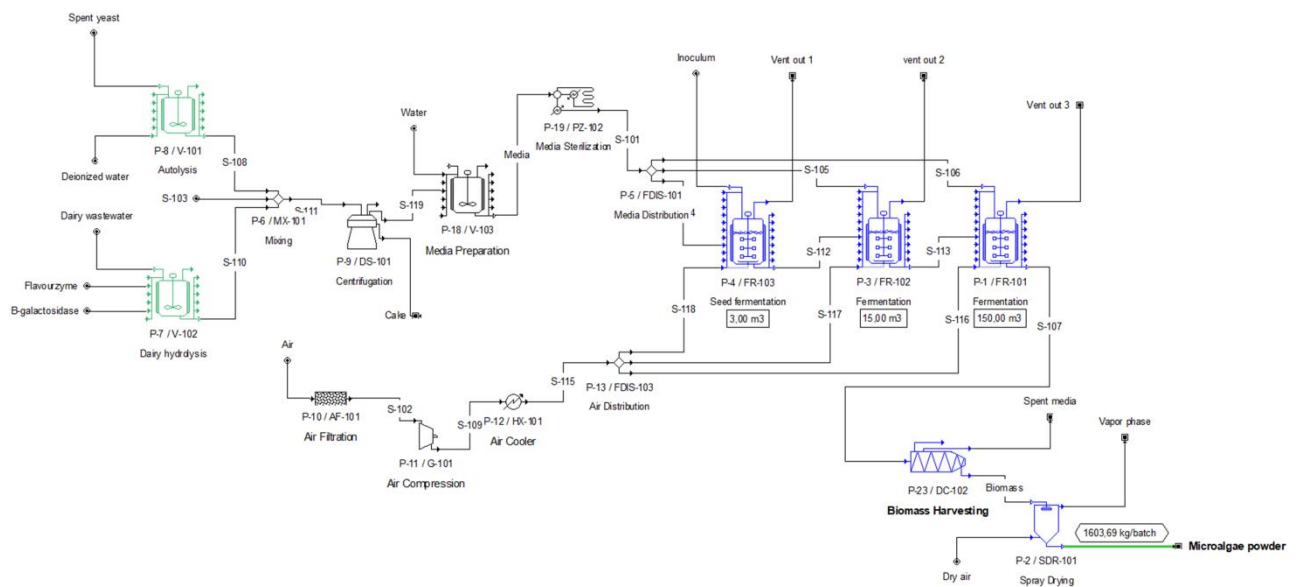 Spent yeast
P-8 / V-101
Autolysis
Deionized water
S-108
S-103
Dairy wastewater
P-6 / MX-101
Mixing
S-111
S-110
Flavourzyme
B-galactosidase
P-7 / V-102
Dairy hydrolysis
P-9 / DS-101
Centrifugation
Cake
S-119
Water
P-18 / V-103
Media Preparation
Media
P-19 / PZ-102
Media Sterilization
S-101
P-5 / FDIS-101
Media Distribution
4
S-105
S-106
Inoculum
Vent out 1
vent out 2
Vent out 3
P-4 / FR-103
Seed fermentation
3,00 m3
S-112
P-3 / FR-102
Fermentation
15,00 m3
S-113
P-1 / FR-101
Fermentation
150,00 m3
S-118
S-117
S-116
S-107
Air
P-10 / AF-101
Air Filtration
S-102
P-11 / G-101
Air Compression
S-109
P-12 / HX-101
Air Cooler
S-115
P-13 / FDIS-103
Air Distribution
Spent media
P-23 / DC-102
Biomass Harvesting
Biomass
Vapor phase
1603,69 kg/batch
Microalgae powder
Dry air
P-2 / SDR-101
Spray Drying